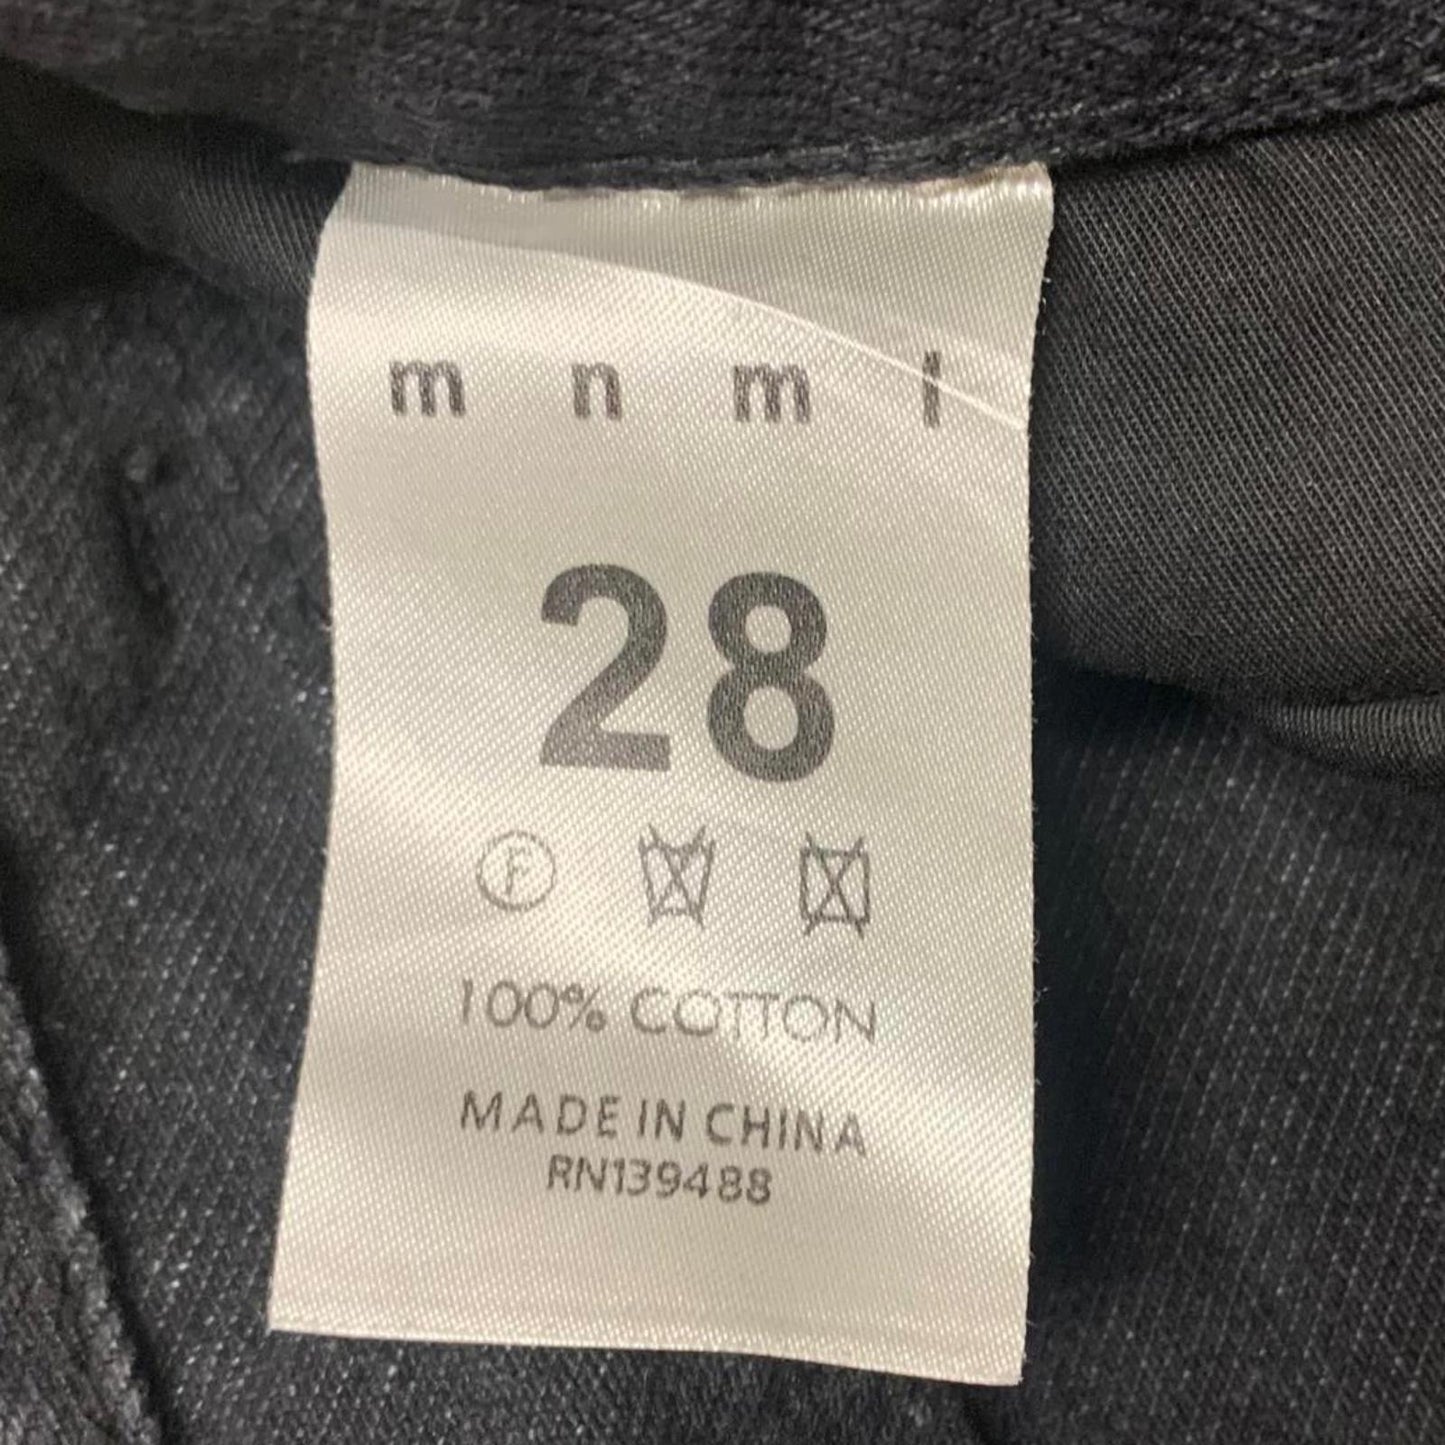 m n m l
28
F
100% COTTON
MADE IN CHINA
RN139488